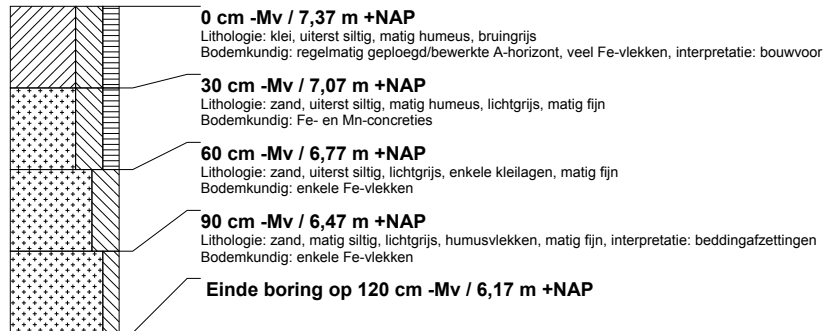 0 cm -Mv / 7,37 m +NAP
Lithologie: klei, uiterst siltig, matig humeus, bruingrijs
Bodemkundig: regelmatig geploegd/bewerkte A-horizont, veel Fe-vlekken, interpretatie: bouwvoor
30 cm -Mv / 7,07 m +NAP
Lithologie: zand, uiterst siltig, matig humeus, lichtgrijs, matig fijn
Bodemkundig: Fe- en Mn-concreties
60 cm -Mv / 6,77 m +NAP
Lithologie: zand, uiterst siltig, lichtgrijs, enkele kleilagen, matig fijn
Bodemkundig: enkele Fe-vlekken
90 cm -Mv / 6,47 m +NAP
Lithologie: zand, matig siltig, lichtgrijs, humusvlekken, matig fijn, interpretatie: beddingafzettingen
Bodemkundig: enkele Fe-vlekken
Einde boring op 120 cm -Mv / 6,17 m +NAP